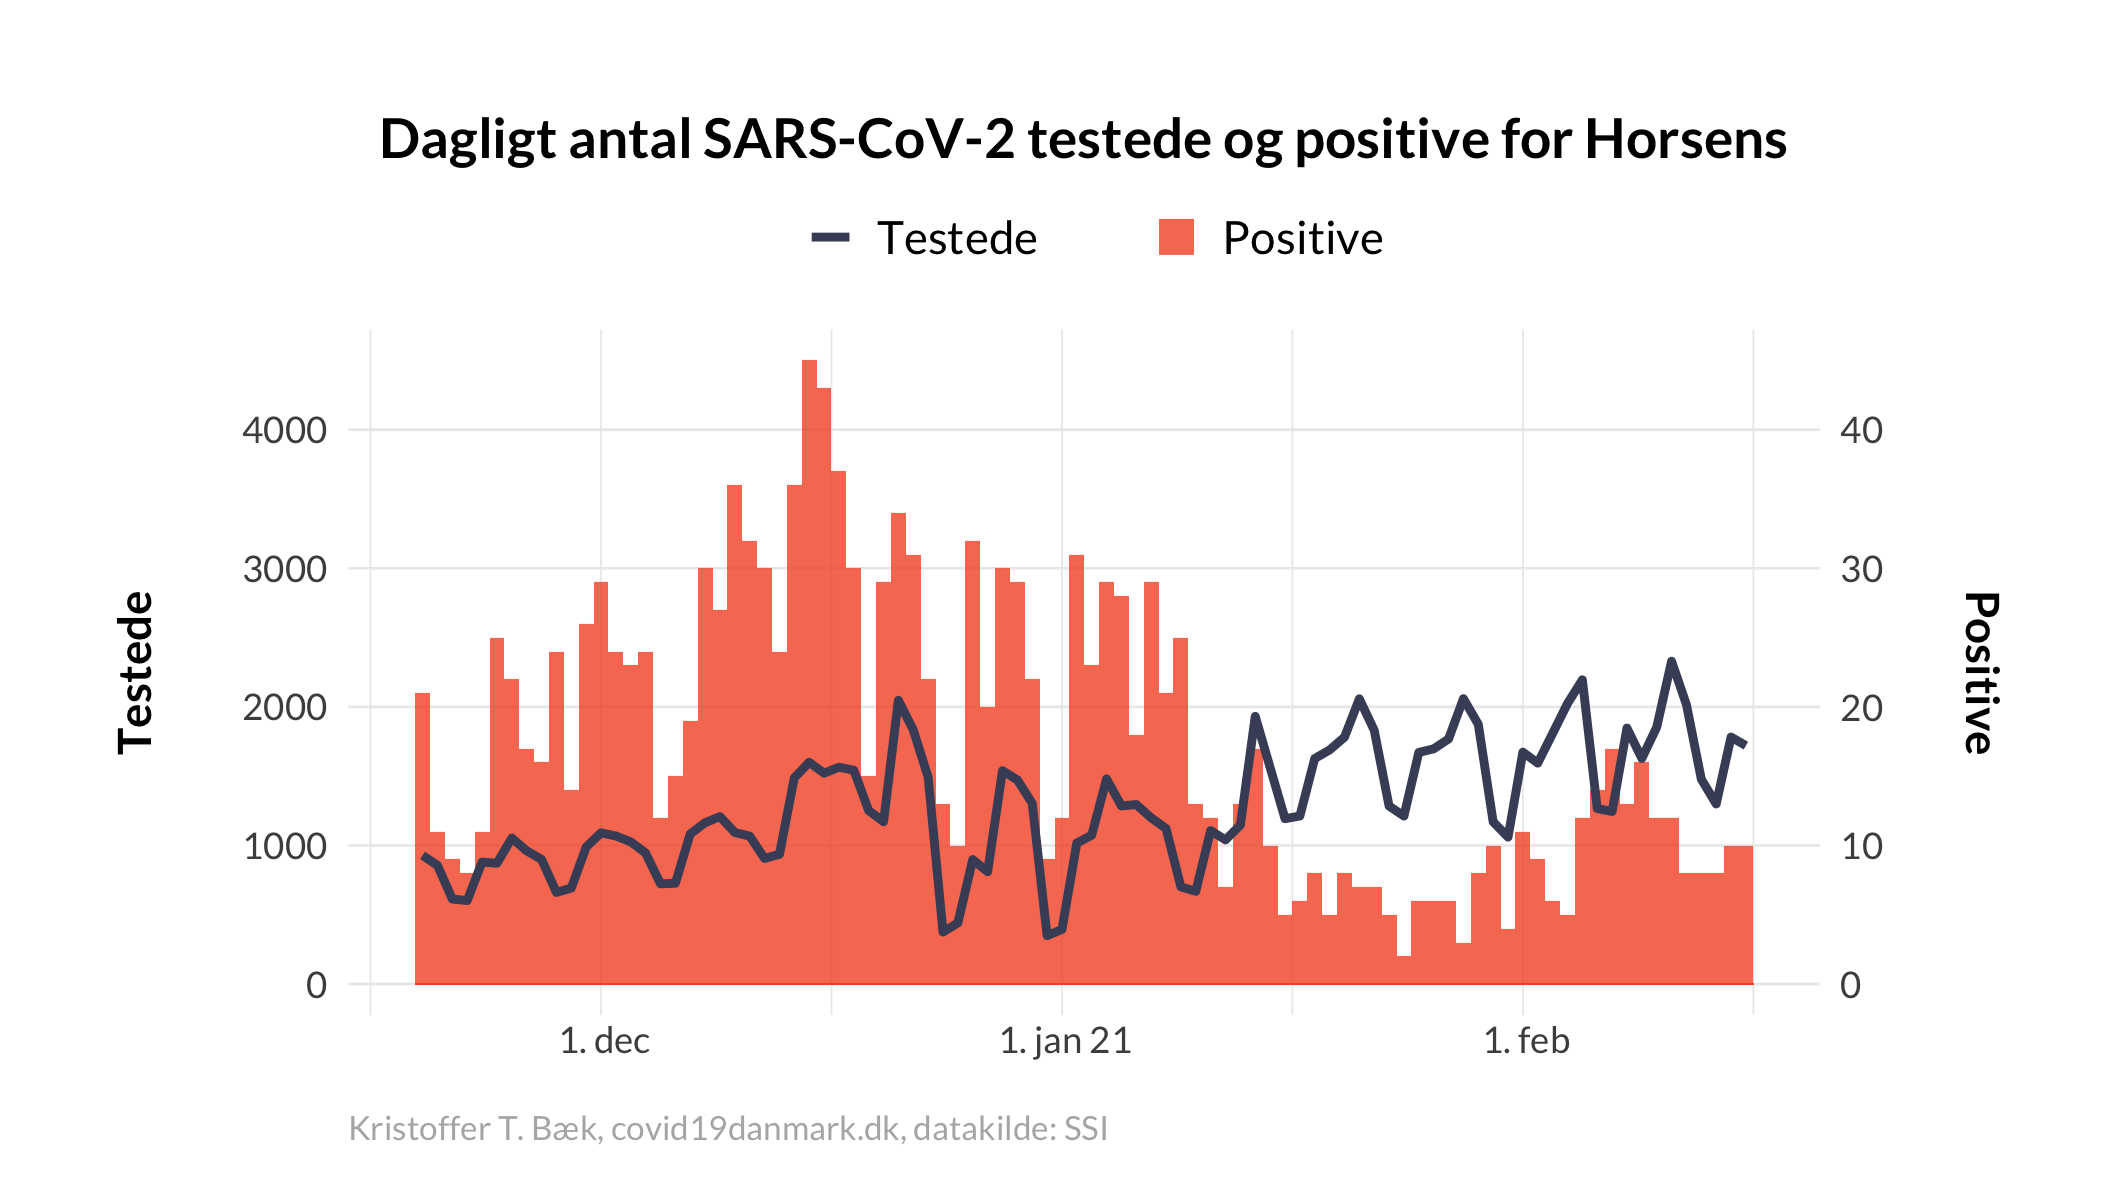 Dagligt antal SARS-CoV-2 testede og positive for Horsens
Testede
Positive
4000
3000
2000
1000
0
40
30
20
10
0
Testede
Positive
1. dec
1. jan 21
1. feb
Kristoffer T. Bæk, covid19danmark.dk, datakilde: SSI